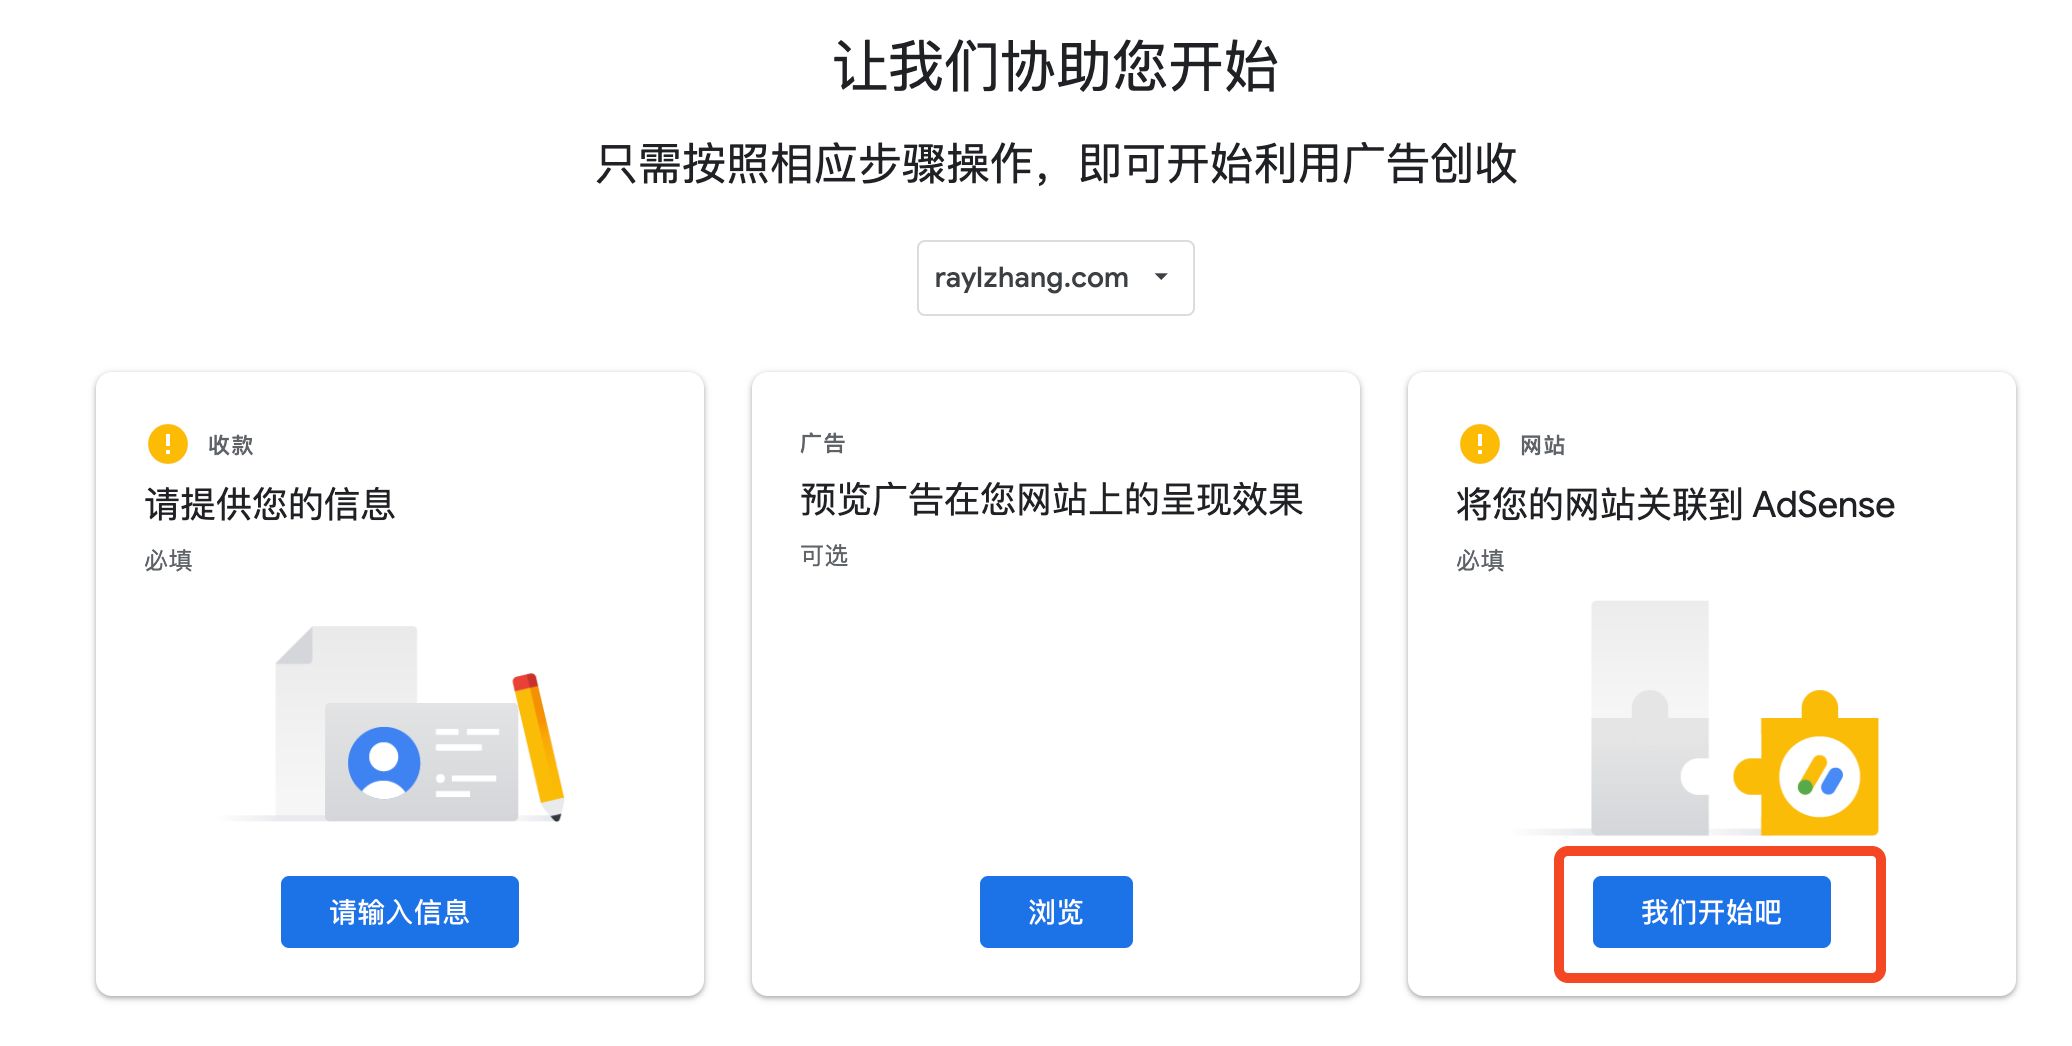 让我们协助您开始
只需按照相应步骤操作，即可开始利用广告创收
raylzhang.com
收款
请提供您的信息
必填
请输入信息
广告
预览广告在您网站上的呈现效果
可选
浏览
网站
将您的网站关联到 AdSense
必填
我们开始吧